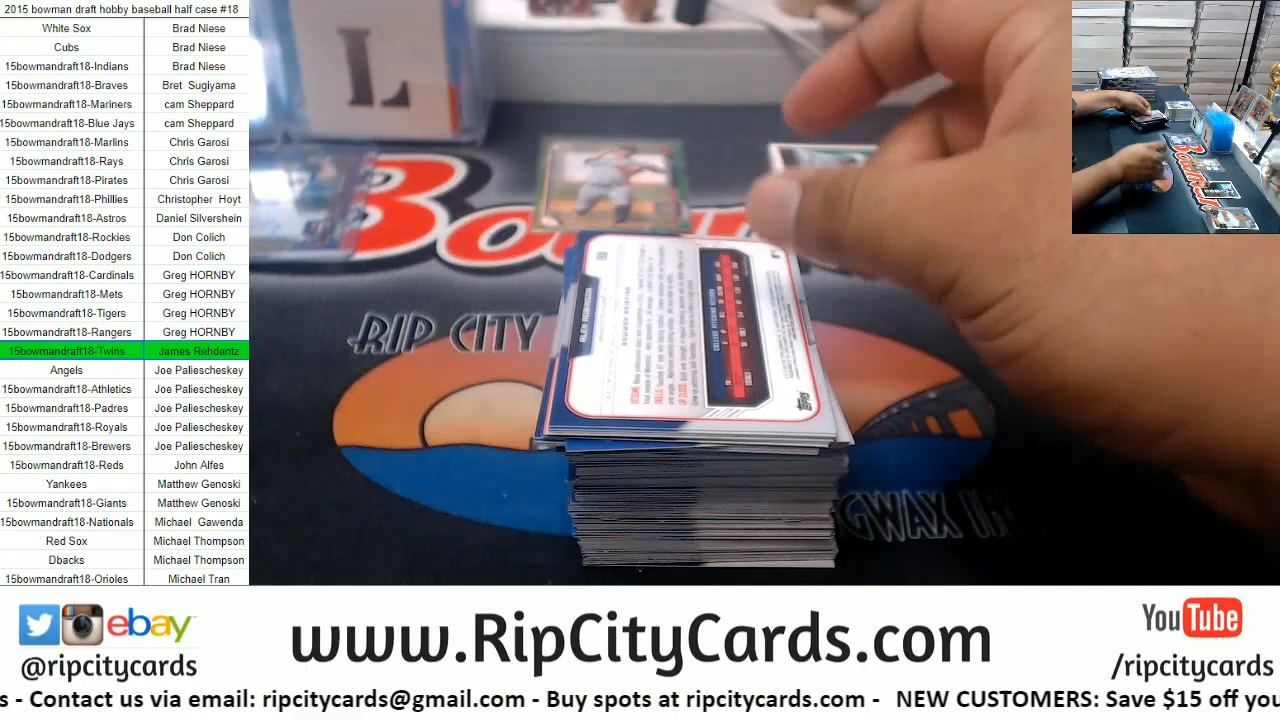 2015 bowman draft hobby baseball half case #18
White Sox Brad Niese
Cubs Brad Niese
15bowmandraft18-Indians Brad Niese
15bowmandraft18-Braves Bret Sugiyama
15bowmandraft18-Mariners cam Sheppard
15bowmandraft18-Blue Jays cam Sheppard
15bowmandraft18-Marlins Chris Garosi
15bowmandraft18-Rays Chris Garosi
15bowmandraft18-Pirates Chris Garosi
15bowmandraft18-Phillies Christopher Hoyt
15bowmandraft18-Astros Daniel Silvershein
15bowmandraft18-Rockies Don Colich
15bowmandraft18-Dodgers Don Colich
15bowmandraft18-Cardinals Greg HORNBY
15bowmandraft18-Mets Greg HORNBY
15bowmandraft18-Tigers Greg HORNBY
15bowmandraft18-Rangers Greg HORNBY
15bowmandraft18-Twins James Rehdantz
Angels Joe Paliescheskey
15bowmandraft18-Athletics Joe Paliescheskey
15bowmandraft18-Padres Joe Paliescheskey
15bowmandraft18-Royals Joe Paliescheskey
15bowmandraft18-Brewers Joe Paliescheskey
15bowmandraft18-Reds John Alfes
Yankees Matthew Genoski
15bowmandraft18-Giants Matthew Genoski
15bowmandraft18-Nationals Michael Gawenda
Red Sox Michael Thompson
Dbacks Michael Thompson
15bowmandraft18-Orioles Michael Tran
L
RIP CITY
Topps
ebay
@ripcitycards
www.RipCityCards.com
YouTube
/ripcitycards
s - Contact us via email: ripcitycards@gmail.com - Buy spots at ripcitycards.com - NEW CUSTOMERS: Save $15 off you